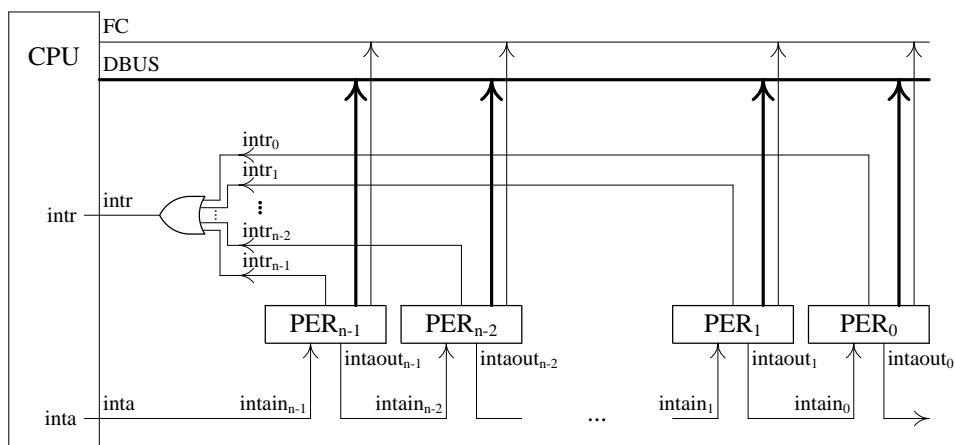 FC
CPU
DBUS
intr₀
intr₁
intr intr
intrₙ₋₂
intrₙ₋₁
PERₙ₋₁ PERₙ₋₂ PER₁ PER₀
intaoutₙ₋₁ intaoutₙ₋₂ intaout₁ intaout₀
inta inta intainₙ₋₁ intainₙ₋₂ ... intain₁ intain₀